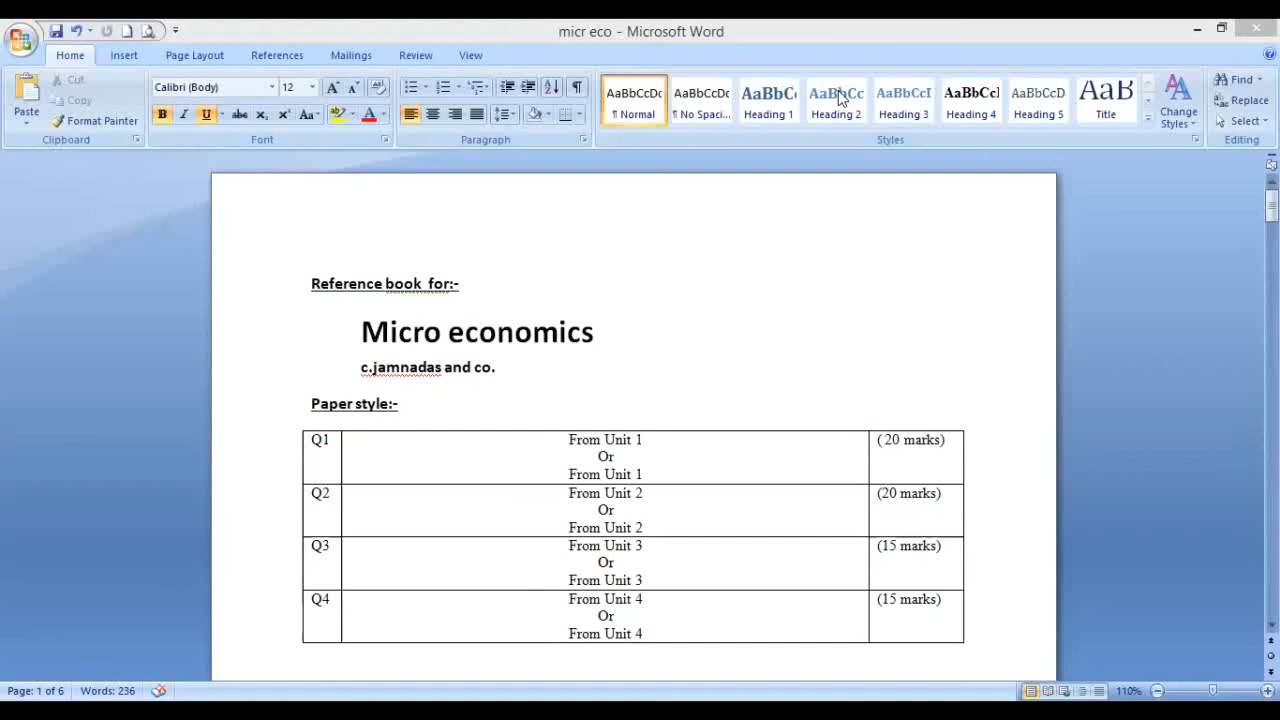 micr eco - Microsoft Word
Home Insert Page Layout References Mailings Review View
Paste
Cut
Copy
Format Painter
Calibri (Body) 12
B I U abc X₂ X² Aa
AaBbCcDc AaBbCcDc AaBbC AaBbCc AaBbCcI AaBbCcI AaBbCcD AaB
¶ Normal ¶ No Spaci... Heading 1 Heading 2 Heading 3 Heading 4 Heading 5 Title
Change Styles
Find
Replace
Select
Clipboard Font Paragraph Styles Editing
Reference book for:-
Micro economics
c.jamnadas and co.
Paper style:-
Q1 From Unit 1 ( 20 marks)
Or
From Unit 1
Q2 From Unit 2 (20 marks)
Or
From Unit 2
Q3 From Unit 3 (15 marks)
Or
From Unit 3
Q4 From Unit 4 (15 marks)
Or
From Unit 4
Page: 1 of 6 Words: 236 110%